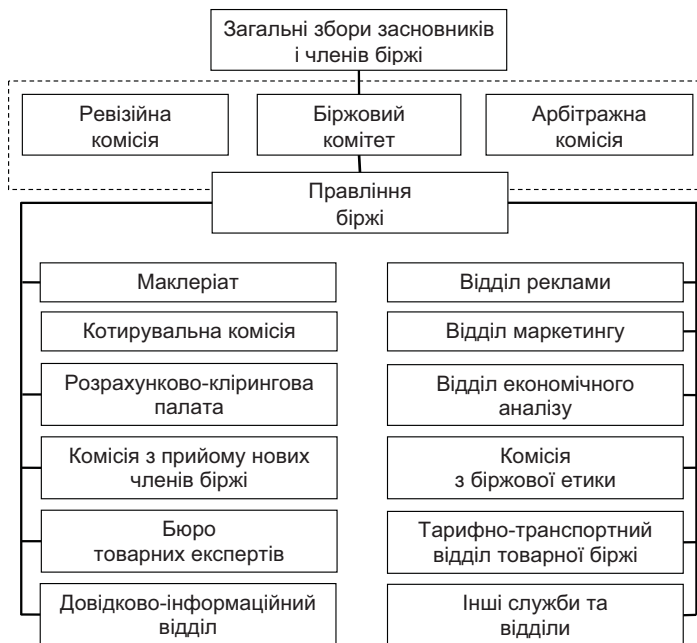 Загальні збори засновників
і членів біржі
Ревізійна
комісія
Біржовий
комітет
Арбітражна
комісія
Правління
біржі
Маклеріат
Котирувальна комісія
Розрахунково-клірингова
палата
Комісія з прийому нових
членів біржі
Бюро
товарних експертів
Довідково-інформаційний
відділ
Відділ реклами
Відділ маркетингу
Відділ економічного
аналізу
Комісія
з біржової етики
Тарифно-транспортний
відділ товарної біржі
Інші служби та
відділи